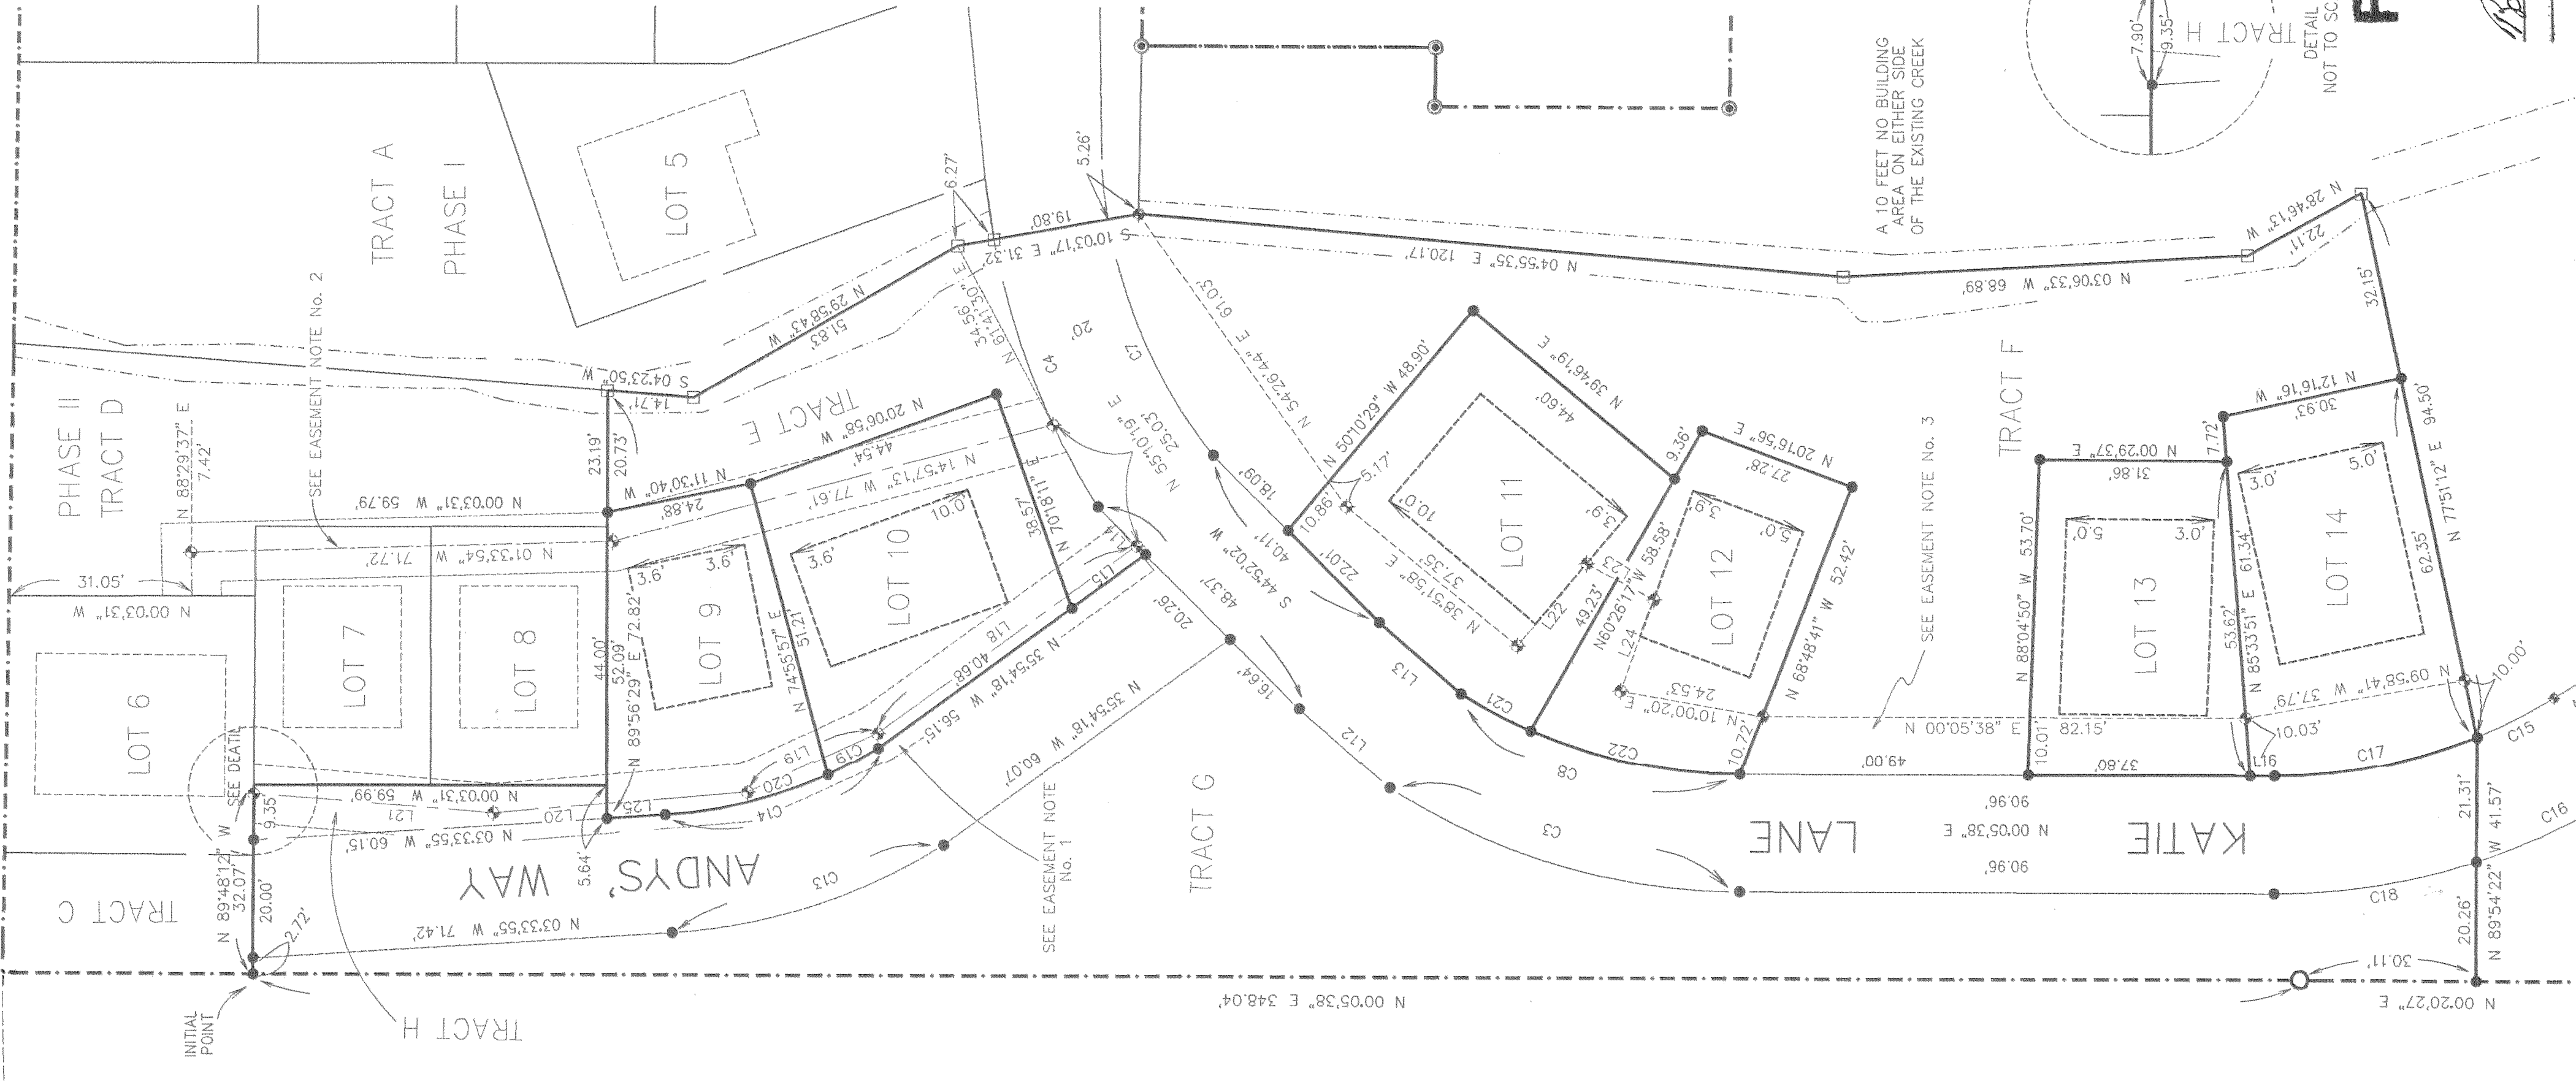 TRACT A
PHASE I
LOT 5
PHASE II
TRACT D
N 88°29'37" E
7.42'
SEE EASEMENT NOTE No. 2
31.05'
N 00°03'31" W
N 00°03'31" W 59.79'
N 01°33'54" W 71.72'
LOT 6
LOT 7
LOT 8
LOT 9
LOT 10
SEE DEATIL
N 00°03'31" W 59.99'
L21
L20
L25
N 03°33'55" W 60.15'
TRACT C
N 89°48'12" W
32.07'
20.00'
9.35'
2.72'
N 03°33'55" W 71.42'
INITIAL
POINT
TRACT H
ANDYS' WAY
5.64'
23.19'
20.73'
44.00'
52.09'
N 89°56'29" E 72.82'
S 04°23'50" W
14.71'
N 29°58'43" W
51.83'
TRACT E
N 11°30'40" W
24.88'
N 20°06'58" W
44.54'
N 14°57'13" W 77.61'
3.6'
3.6'
3.6'
10.0'
N 74°55'57" E
51.21'
N 70°18'11" E
38.57'
L14
L15
L18
L19
C20
C19
C14
C13
40.68'
N 35°54'18" W
56.15'
N 35°54'18" W
60.07'
SEE EASEMENT NOTE
No. 1
6.27'
5.26'
19.80'
S 10°03'17" E 31.32'
N 61°41'30" E
34.56'
C4
20'
C7
N 55°10'19" E
25.03'
N 54°26'44" E 61.03'
18.09'
40.11'
S 44°52'02" W
48.37'
20.26'
16.64'
L12
TRACT G
N 50°10'29" W 48.90'
10.86'
5.17'
22.01'
L13
C21
N 39°46'19" E
44.60'
LOT 11
10.0'
3.9'
37.35'
N 38°51'58" E
L22
L23
L24
49.23'
N60°26'17"W 58.58'
9.36'
N 20°16'56" E
27.28'
LOT 12
3.9'
5.0'
N 68°48'41" W 52.42'
N 10°00'20" E
24.53'
10.72'
C22
C8
C3
SEE EASEMENT NOTE No. 3
N 04°55'35" E 120.17'
A 10 FEET NO BUILDING
AREA ON EITHER SIDE
OF THE EXISTING CREEK
N 03°06'33" W 68.89'
N 28°46'13" W
22.11'
TRACT F
N 88°04'50" W 53.70'
10.01'
N 00°29'37" E
31.86'
7.72'
N 12°16'16" W
30.93'
32.15'
LOT 13
5.0'
3.0'
53.62'
N 85°33'51" E 61.34'
LOT 14
3.0'
5.0'
62.35'
N 77°51'12" E 94.50'
N 09°58'41" W 37.79
N 00°05'38" E 82.15'
10.03'
10.00'
49.00'
37.80'
L16
C17
C15
C16
C18
90.96'
N 00°05'38" E
90.96'
KATIE LANE
21.31'
20.26'
N 89°54'22" W 41.57'
30.11'
N 00°20'27" E
N 00°05'38" E 348.04'
7.90'
9.35'
TRACT H
DETAIL
NOT TO SC